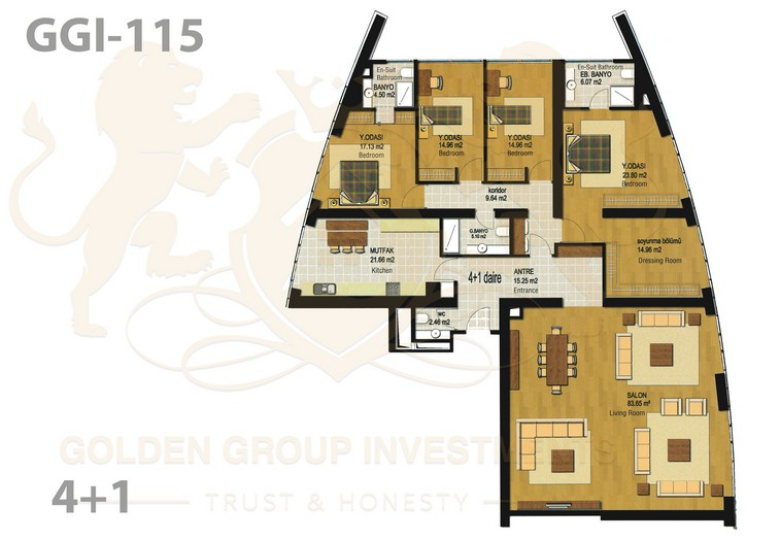 GGI-115
En-Suit
Bathroom
BANYO
4.50 m2
En-Suit Bathroom
EB. BANYO
6.07 m2
Y.ODASI
17.13 m2
Bedroom
Y.ODASI
14.96 m2
Bedroom
Y.ODASI
14.96 m2
Bedroom
Y.ODASI
23.80 m2
Bedroom
koridor
9.84 m2
G.BANYO
5.10 m2
MUTFAK
21.66 m2
Kitchen
soyunma bölümü
14.96 m2
Dressing Room
4+1 daire
ANTRE
15.25 m2
Entrance
WC
2.46 m2
SALON
83.65 m²
Living Room
GOLDEN GROUP INVESTMENTS
TRUST & HONESTY
4+1